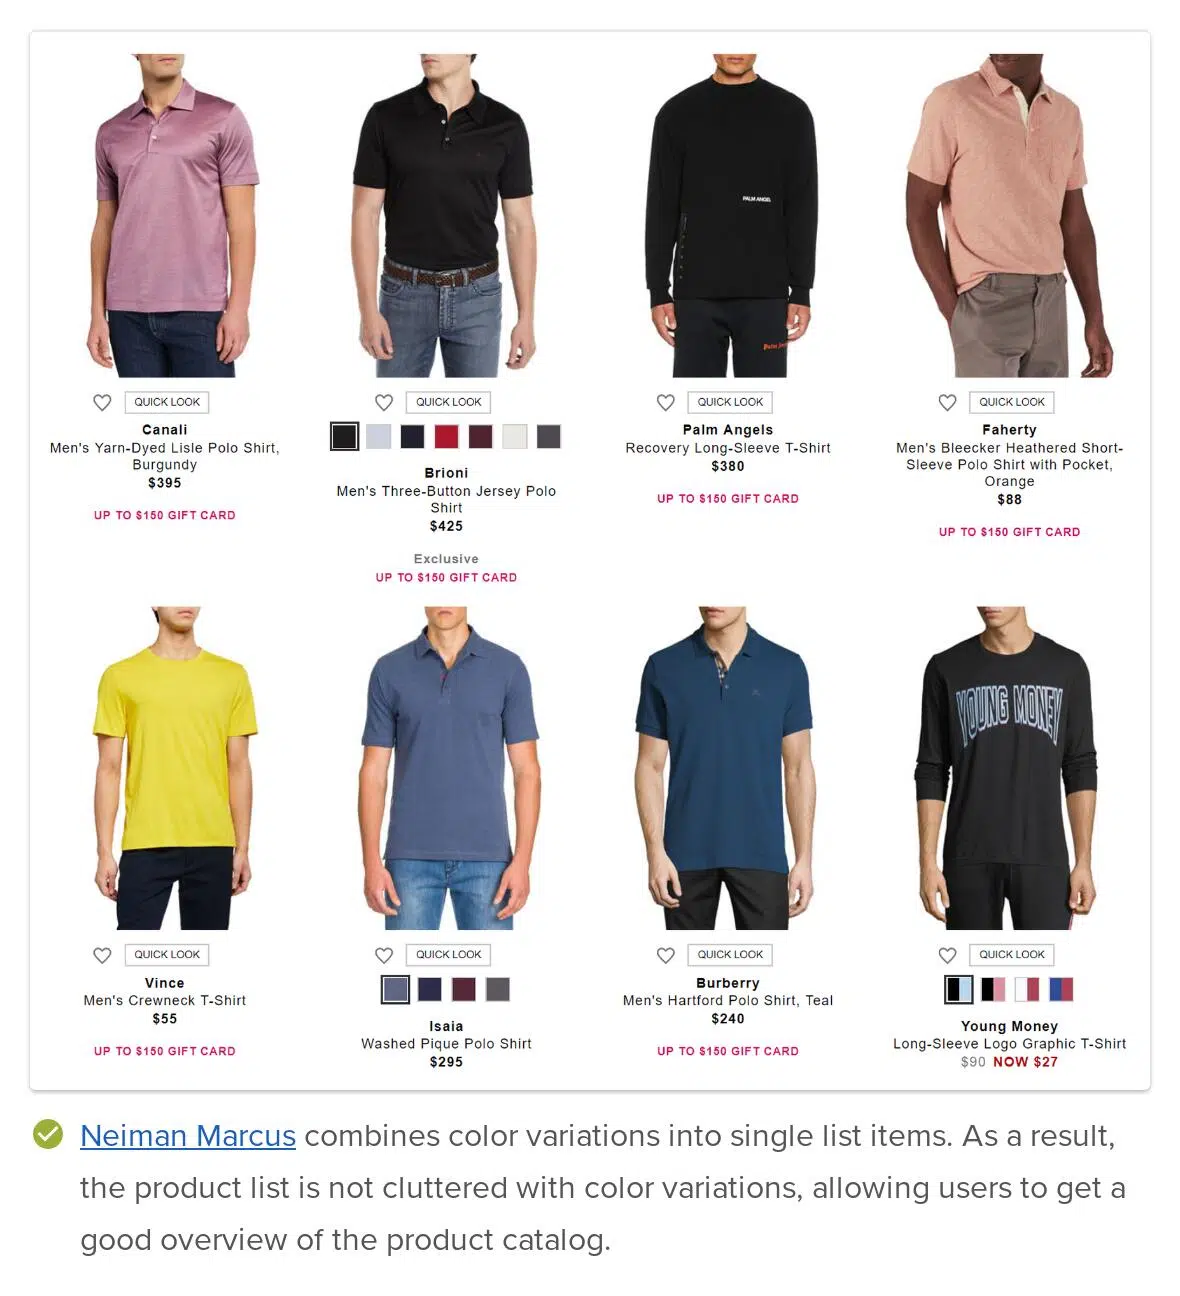 PALM ANGEL
QUICK LOOK
Canali
Men's Yarn-Dyed Lisle Polo Shirt,
Burgundy
$395
UP TO $150 GIFT CARD
QUICK LOOK
Brioni
Men's Three-Button Jersey Polo
Shirt
$425
Exclusive
UP TO $150 GIFT CARD
QUICK LOOK
Palm Angels
Recovery Long-Sleeve T-Shirt
$380
UP TO $150 GIFT CARD
QUICK LOOK
Faherty
Men's Bleecker Heathered Short-
Sleeve Polo Shirt with Pocket,
Orange
$88
UP TO $150 GIFT CARD
YOUNG MONEY
QUICK LOOK
Vince
Men's Crewneck T-Shirt
$55
UP TO $150 GIFT CARD
QUICK LOOK
Isaia
Washed Pique Polo Shirt
$295
QUICK LOOK
Burberry
Men's Hartford Polo Shirt, Teal
$240
UP TO $150 GIFT CARD
QUICK LOOK
Young Money
Long-Sleeve Logo Graphic T-Shirt
$90 NOW $27
Neiman Marcus combines color variations into single list items. As a result,
the product list is not cluttered with color variations, allowing users to get a
good overview of the product catalog.